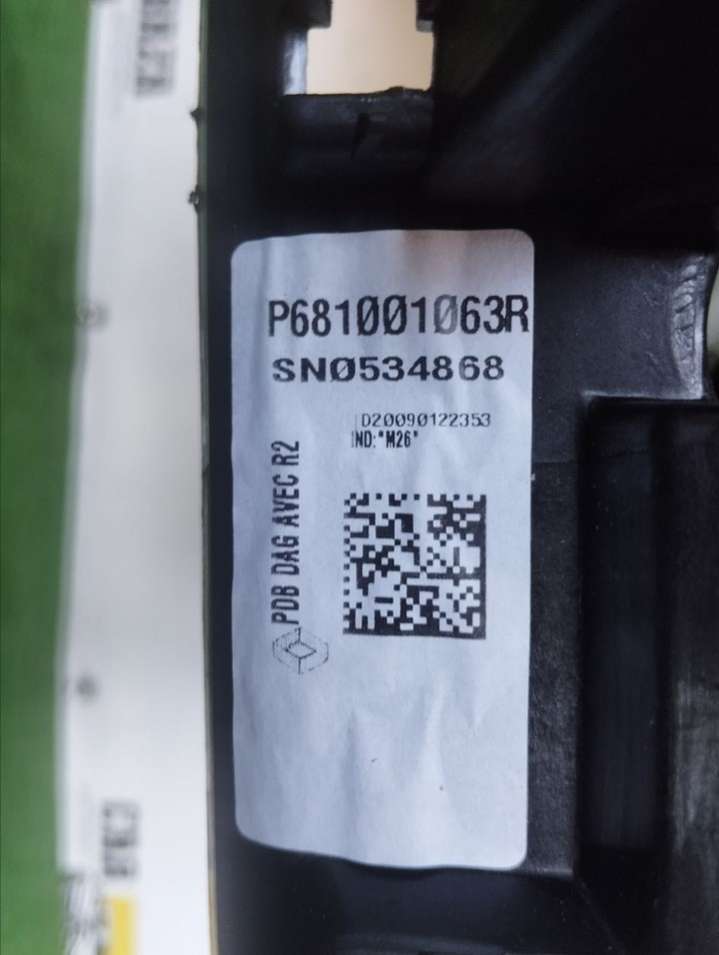 P681001063R
SN0534868
D20090122353
IND:"M26"
PDB DAG AVEC R2